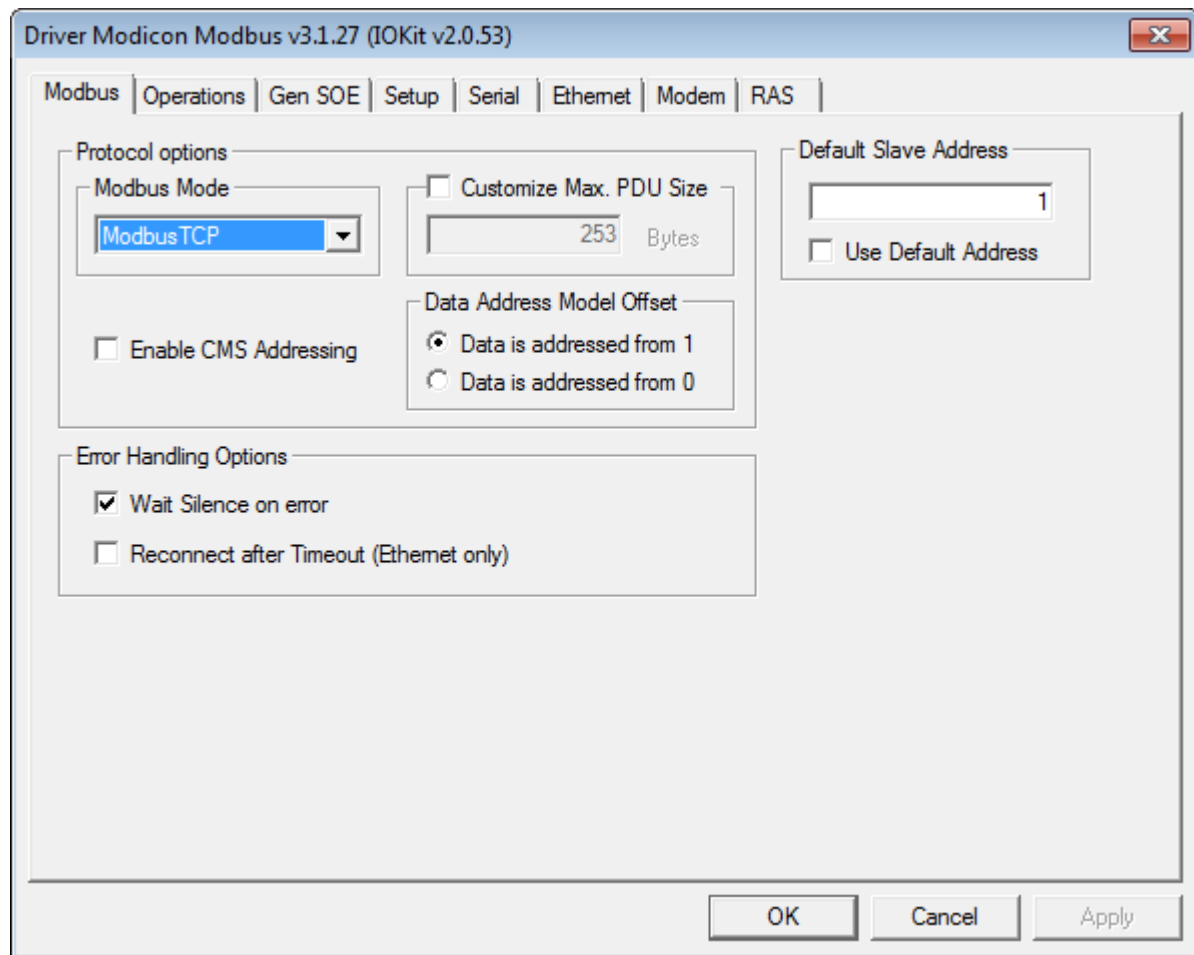 Driver Modicon Modbus v3.1.27 (IOKit v2.0.53)
Modbus Operations Gen SOE Setup Serial Ethernet Modem RAS
Protocol options
Modbus Mode
ModbusTCP
Customize Max. PDU Size
253 Bytes
Default Slave Address
1
Use Default Address
Enable CMS Addressing
Data Address Model Offset
Data is addressed from 1
Data is addressed from 0
Error Handling Options
Wait Silence on error
Reconnect after Timeout (Ethernet only)
OK Cancel Apply